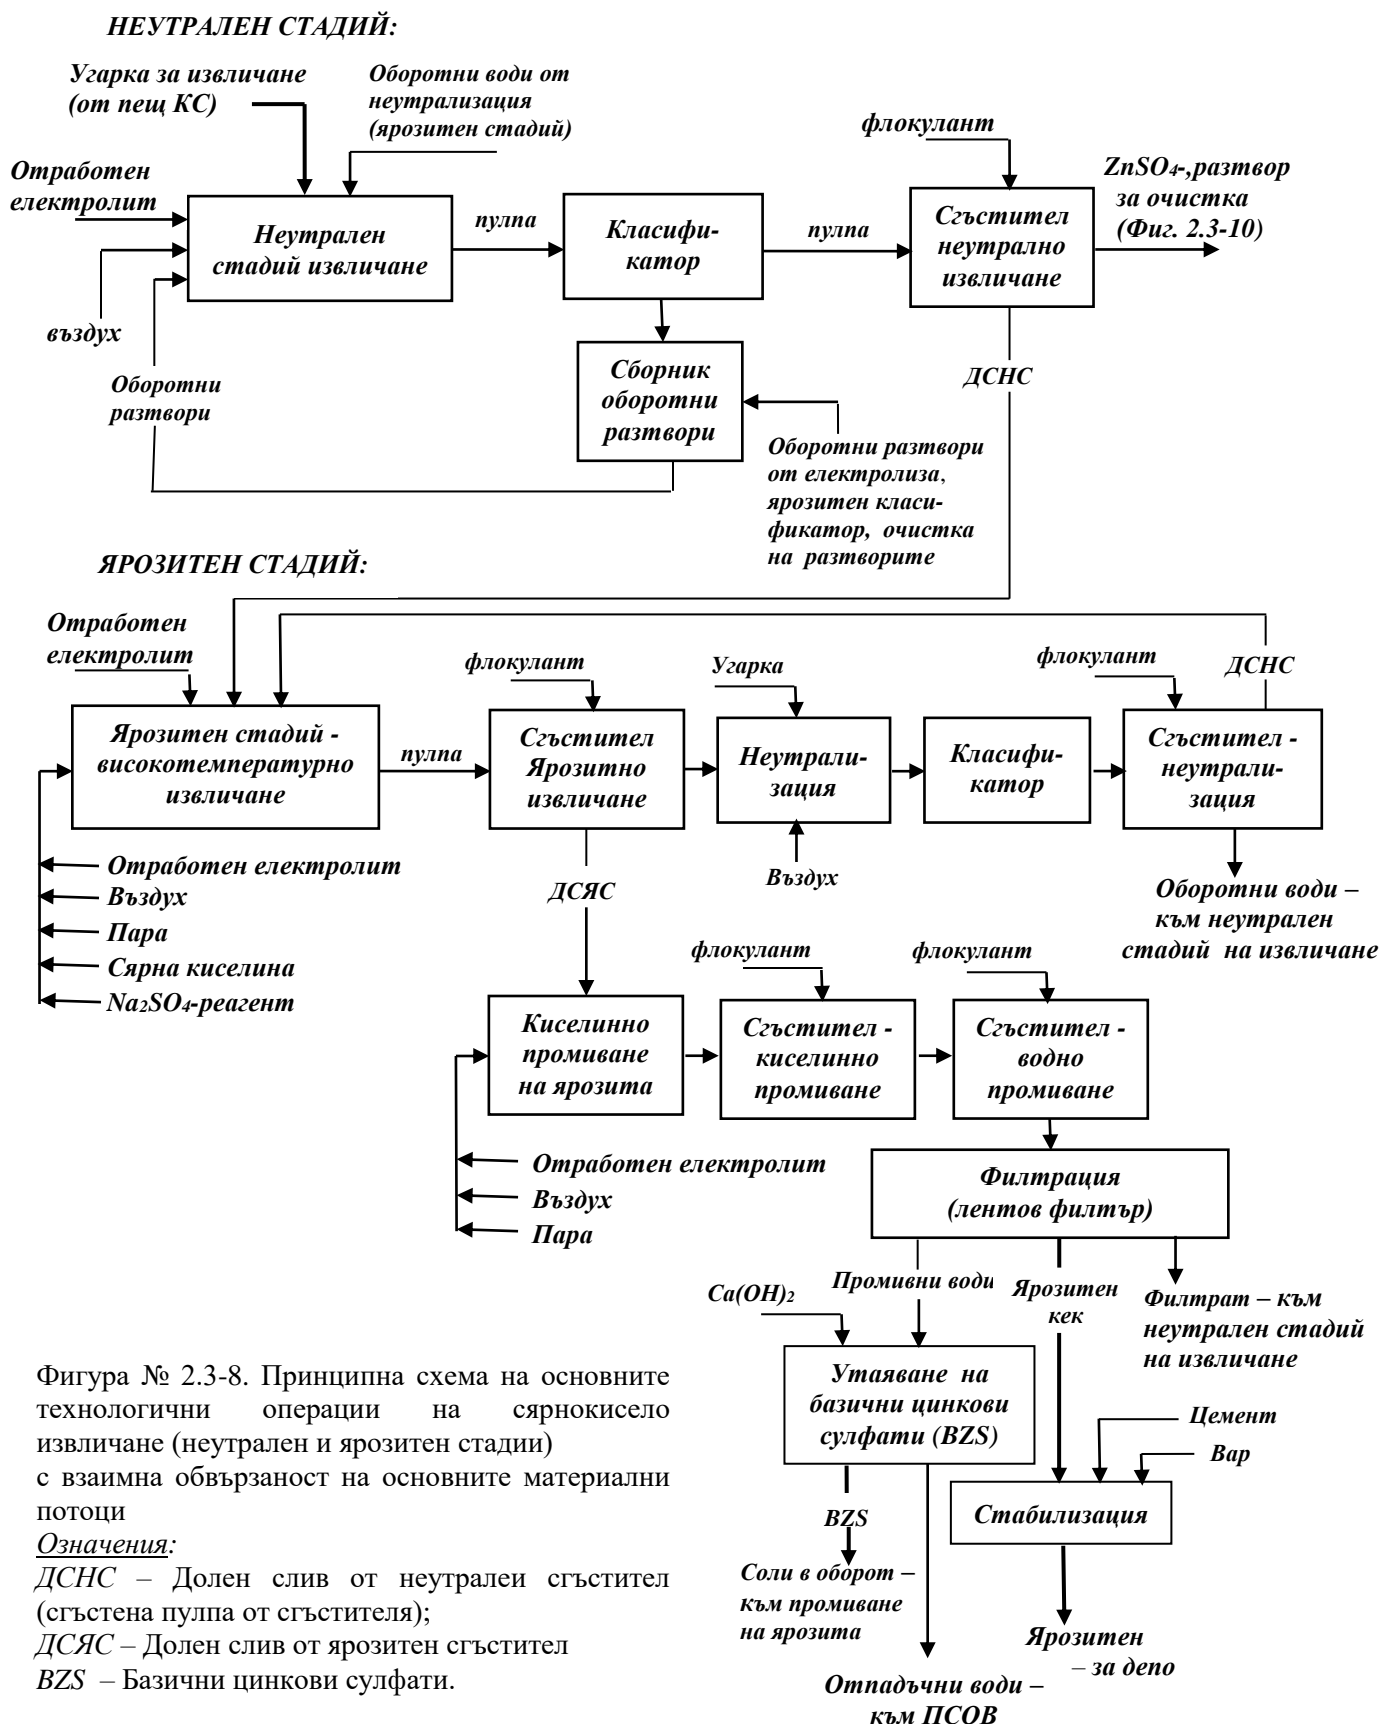 НЕУТРАЛЕН СТАДИЙ:
Угарка за извличане
(от пещ КС)
Оборотни води от
неутрализация
(ярозитен стадий)
флокулант
Отработен
електролит
ZnSO4-,разтвор
за очистка
(Фиг. 2.3-10)
Неутрален
стадий извличане
пулпа
Класифи-
катор
пулпа
Сгъстител
неутрално
извличане
въздух
Оборотни
разтвори
Сборник
оборотни
разтвори
ДСНС
Оборотни разтвори
от електролиза,
ярозитен класи-
фикатор, очистка
на разтворите
ЯРОЗИТЕН СТАДИЙ:
Отработен
електролит
флокулант
Угарка
флокулант
ДСНС
Ярозитен стадий -
високотемпературно
извличане
пулпа
Сгъстител
Ярозитно
извличане
Неутрали-
зация
Класифи-
катор
Сгъстител -
неутрали-
зация
Отработен електролит
Въздух
Пара
Сярна киселина
Na2SO4-реагент
ДСЯС
Въздух
Оборотни води –
към неутрален
стадий на извличане
флокулант
флокулант
Киселинно
промиване
на ярозита
Сгъстител -
киселинно
промиване
Сгъстител -
водно
промиване
Отработен електролит
Въздух
Пара
Филтрация
(лентов филтър)
Ca(OH)2
Промивни води
Ярозитен
кек
Филтрат – към
неутрален стадий
на извличане
Утаяване на
базични цинкови
сулфати (BZS)
Цемент
Вар
Стабилизация
BZS
Соли в оборот –
към промиване
на ярозита
Ярозитен
– за депо
Отпадъчни води –
към ПСОВ
Фигура № 2.3-8. Принципна схема на основните
технологични операции на сярнокисело
извличане (неутрален и ярозитен стадии)
с взаимна обвързаност на основните материални
потоци
Означения:
ДСНС – Долен слив от неутралеи сгъстител
(сгъстена пулпа от сгъстителя);
ДСЯС – Долен слив от ярозитен сгъстител
BZS – Базични цинкови сулфати.